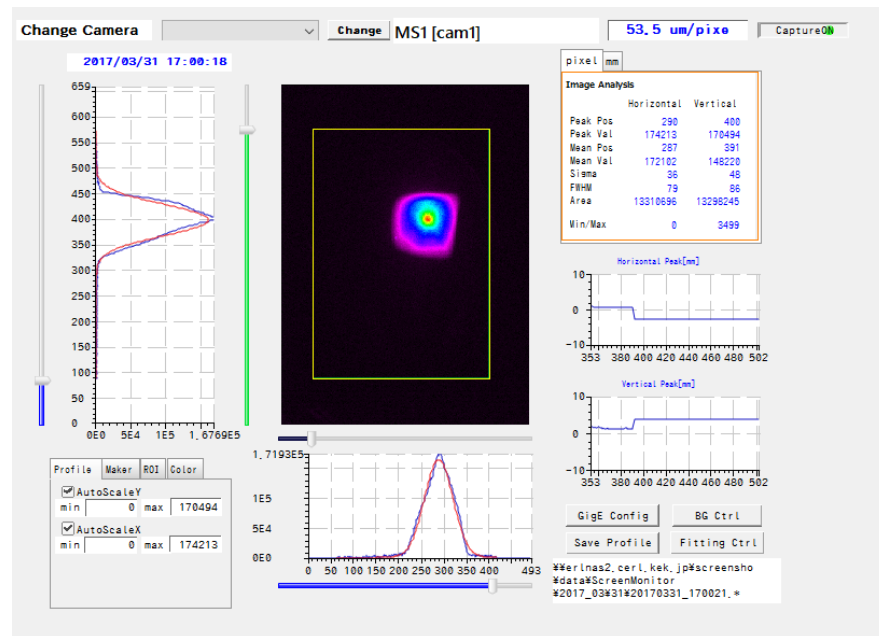 Change Camera
Change
MS1 [cam1]
53.5 um/pixe
CaptureON
2017/03/31 17:00:18
659
600
550
500
450
400
350
300
250
200
150
100
50
0
0E0 5E4 1E5 1.6769E5
pixel mm
Image Analysis
Horizontal Vertical
Peak Pos 290 400
Peak Val 174213 170494
Mean Pos 287 391
Mean Val 172102 148220
Sigma 36 48
FWHM 79 86
Area 13310696 13298245
Min/Max 0 3499
Horizontal Peak[mm]
10
0
-10
353 380 400 420 440 460 480 502
Vertical Peak[mm]
10
0
-10
353 380 400 420 440 460 480 502
Profile Maker ROI Color
AutoScaleY
min 0 max 170494
AutoScaleX
min 0 max 174213
1.7193E5
1E5
5E4
0E0
0 50 100 150 200 250 300 350 400 493
GigE Config BG Ctrl
Save Profile Fitting Ctrl
¥¥erlnas2.cerl.kek.jp¥screensho
¥data¥ScreenMonitor
¥2017_03¥31¥20170331_170021.*